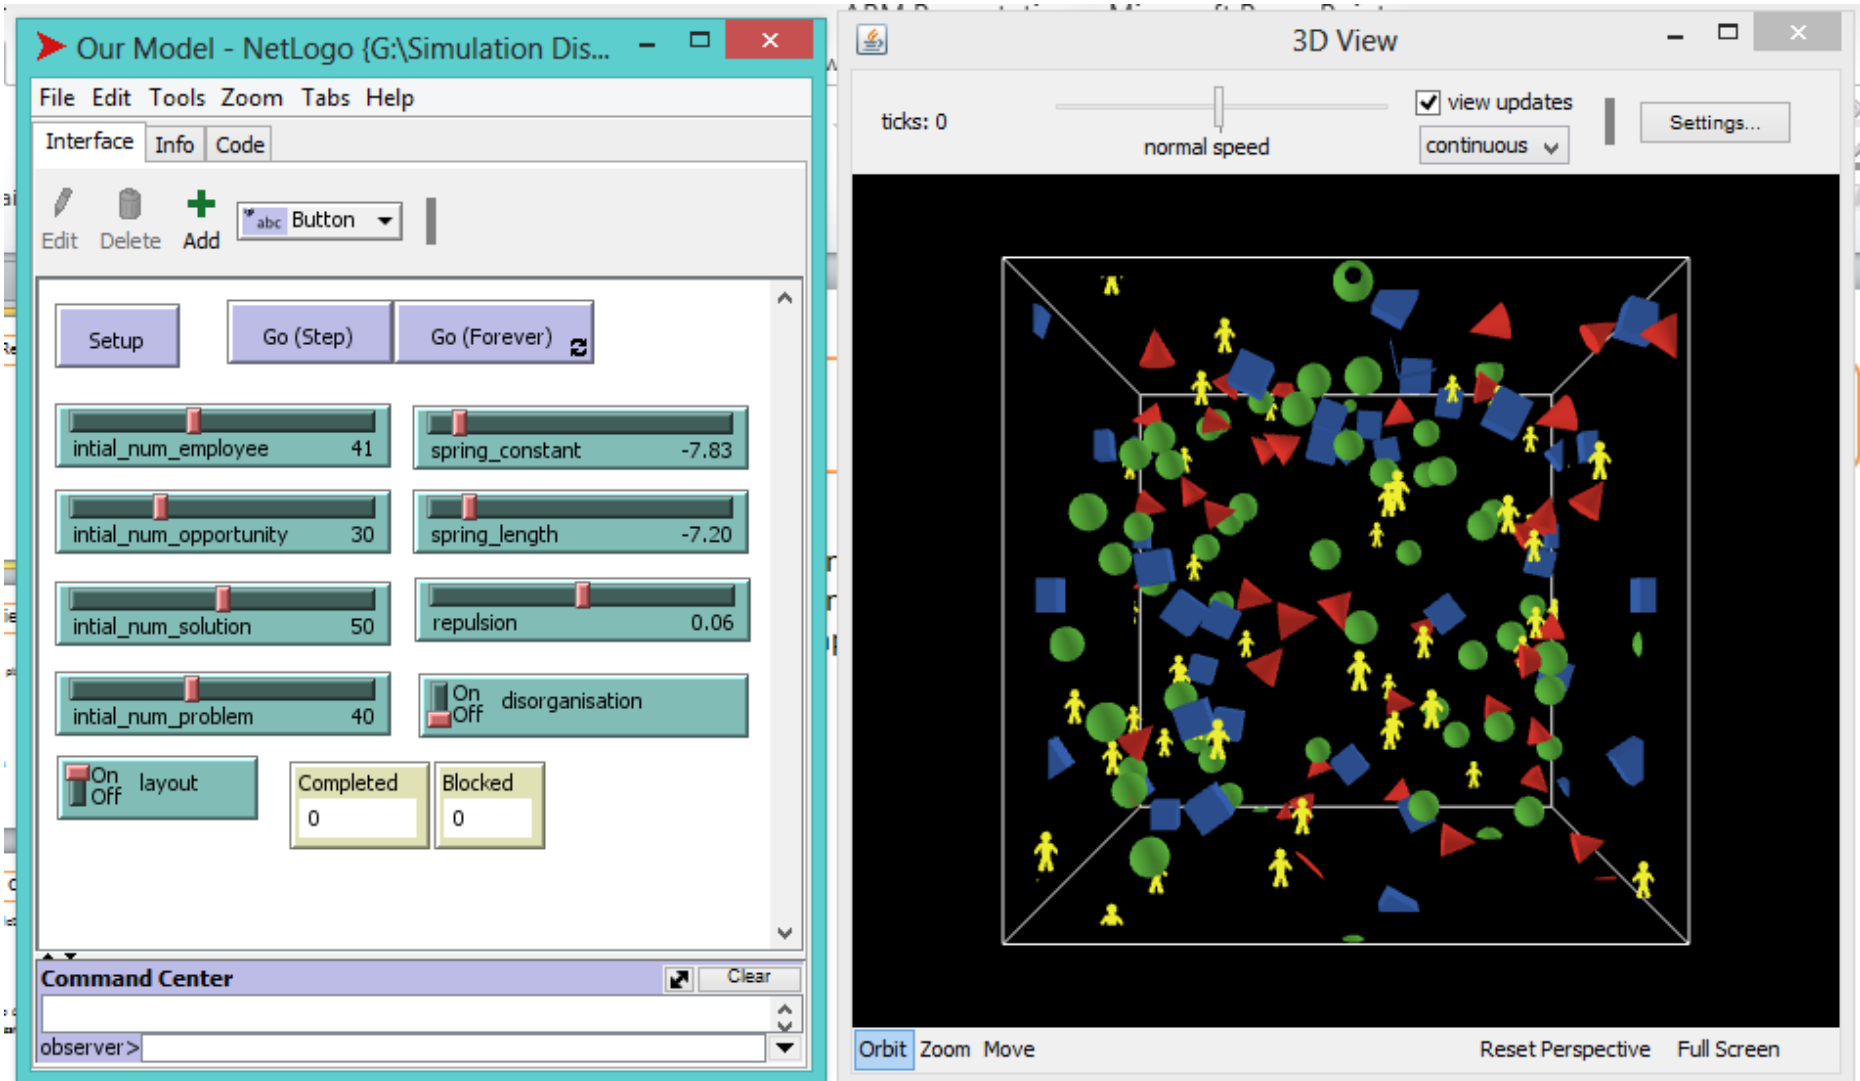 Our Model - NetLogo {G:\Simulation Dis...
File Edit Tools Zoom Tabs Help
Interface Info Code
Edit Delete Add abc Button
Setup Go (Step) Go (Forever)
intial_num_employee 41
spring_constant -7.83
intial_num_opportunity 30
spring_length -7.20
intial_num_solution 50
repulsion 0.06
intial_num_problem 40
On Off disorganisation
On Off layout
Completed 0
Blocked 0
Command Center Clear
observer>
3D View
ticks: 0
normal speed
view updates
continuous
Settings...
Orbit Zoom Move Reset Perspective Full Screen